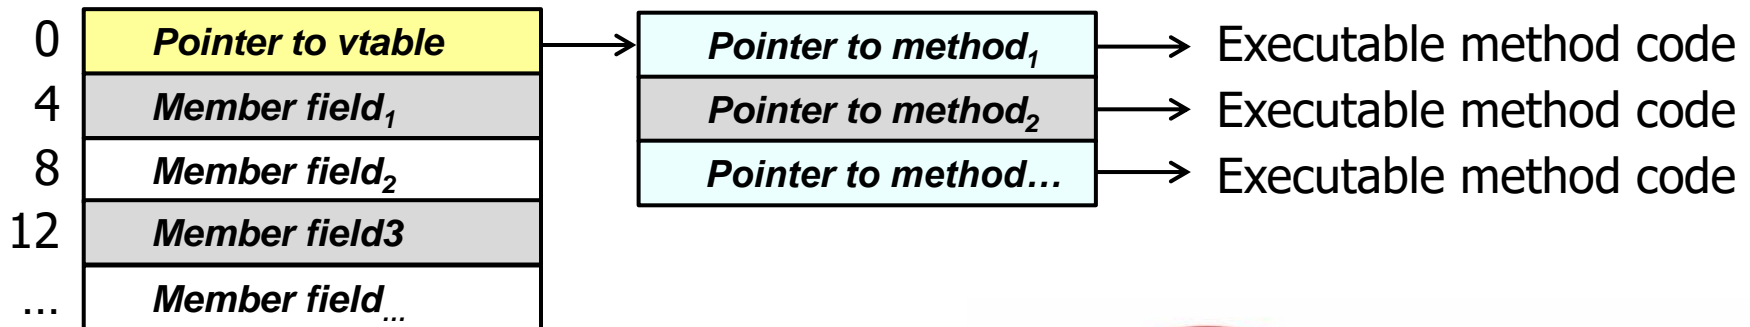 0 Pointer to vtable Pointer to method1 Executable method code
4 Member field1 Pointer to method2 Executable method code
8 Member field2 Pointer to method… Executable method code
12 Member field3
... Member field...